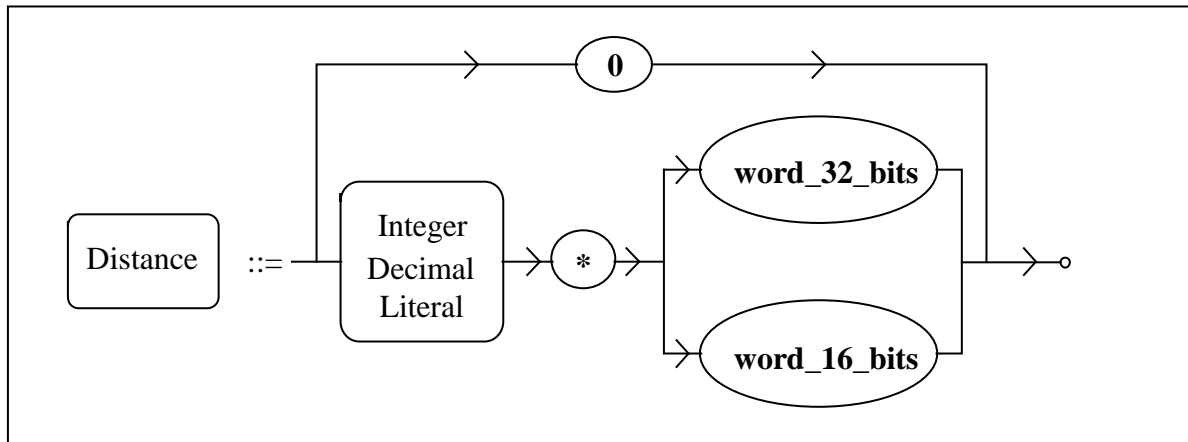 0
word_32_bits
Distance ::=
Integer
Decimal
Literal
*
word_16_bits